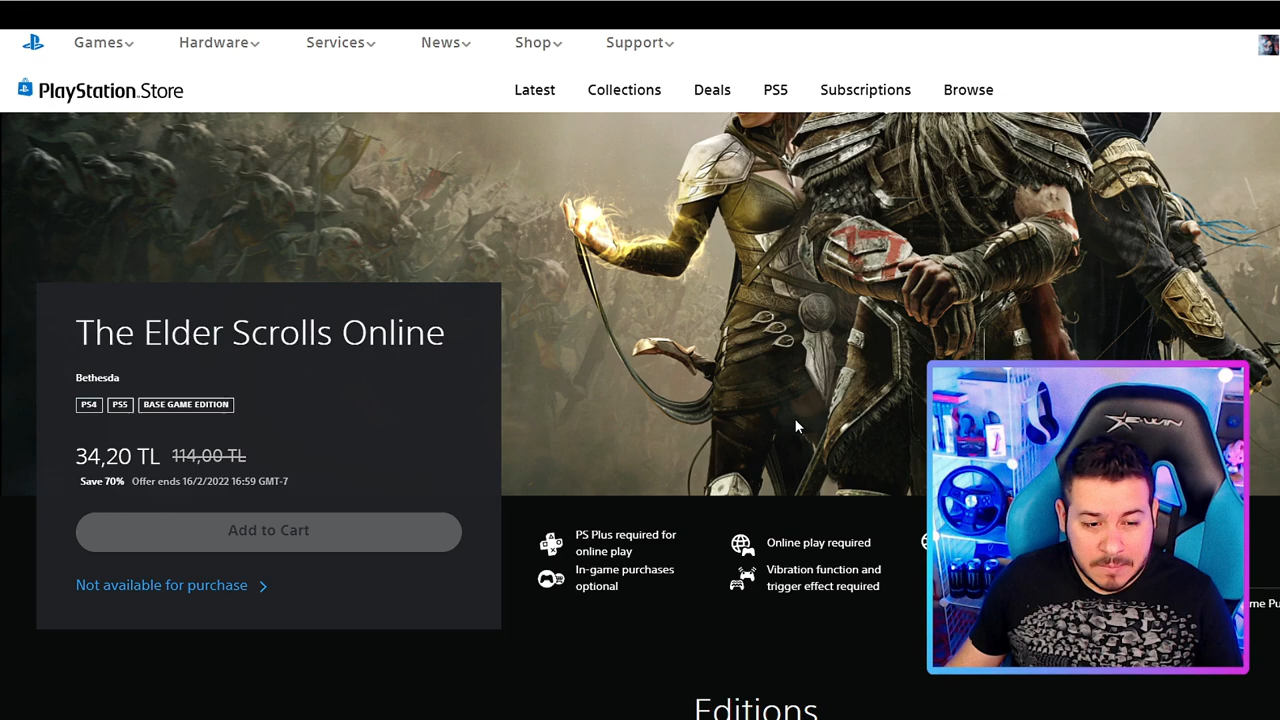 Games
Hardware
Services
News
Shop
Support
PlayStation Store
Latest
Collections
Deals
PS5
Subscriptions
Browse
The Elder Scrolls Online
Bethesda
PS4
PS5
BASE GAME EDITION
34,20 TL 114,00 TL
Save 70% Offer ends 16/2/2022 16:59 GMT-7
Add to Cart
Not available for purchase
PS Plus required for
online play
In-game purchases
optional
Online play required
Vibration function and
trigger effect required
me Pu
E-WIN
Editions